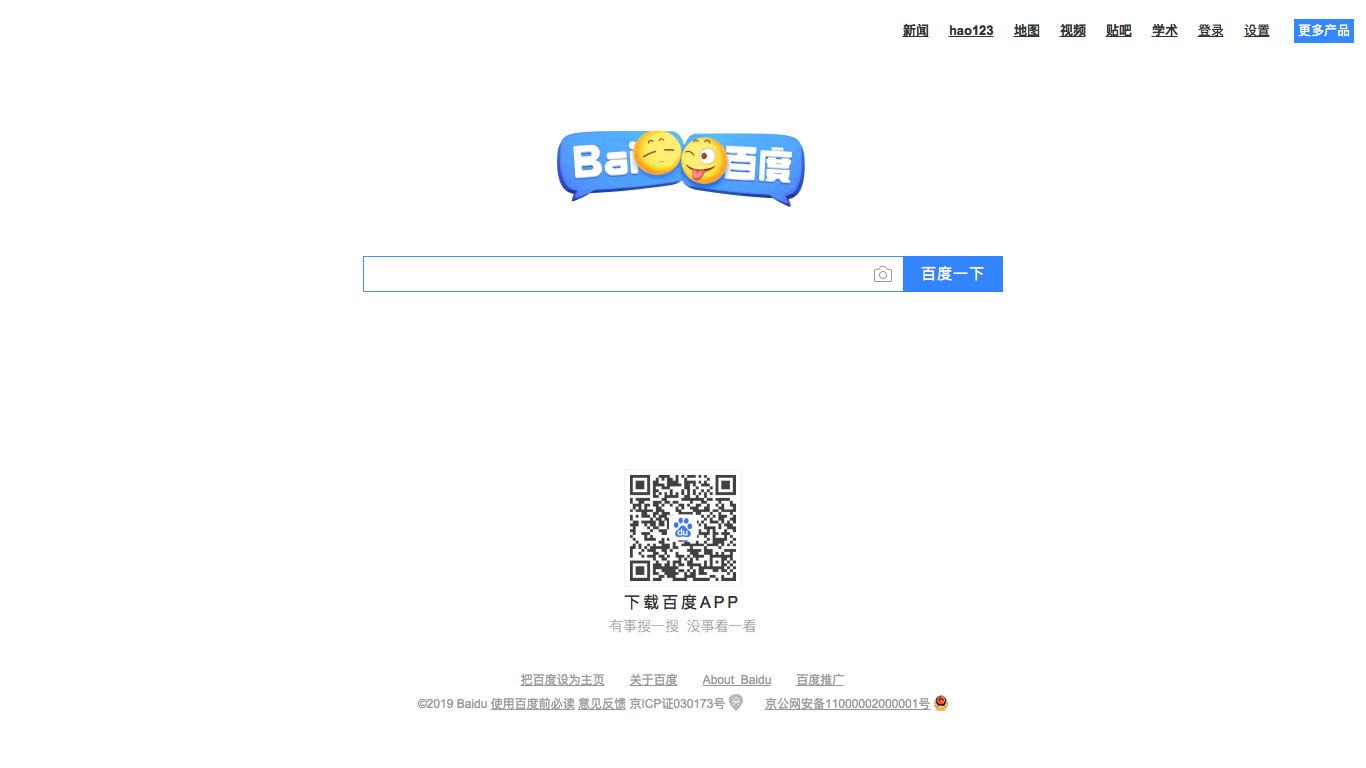 新闻 hao123 地图 视频 贴吧 学术 登录 设置 更多产品
Bai 百度
百度一下
du
下载百度APP
有事搜一搜 没事看一看
把百度设为主页 关于百度 About Baidu 百度推广
©2019 Baidu 使用百度前必读 意见反馈 京ICP证030173号 京公网安备11000002000001号